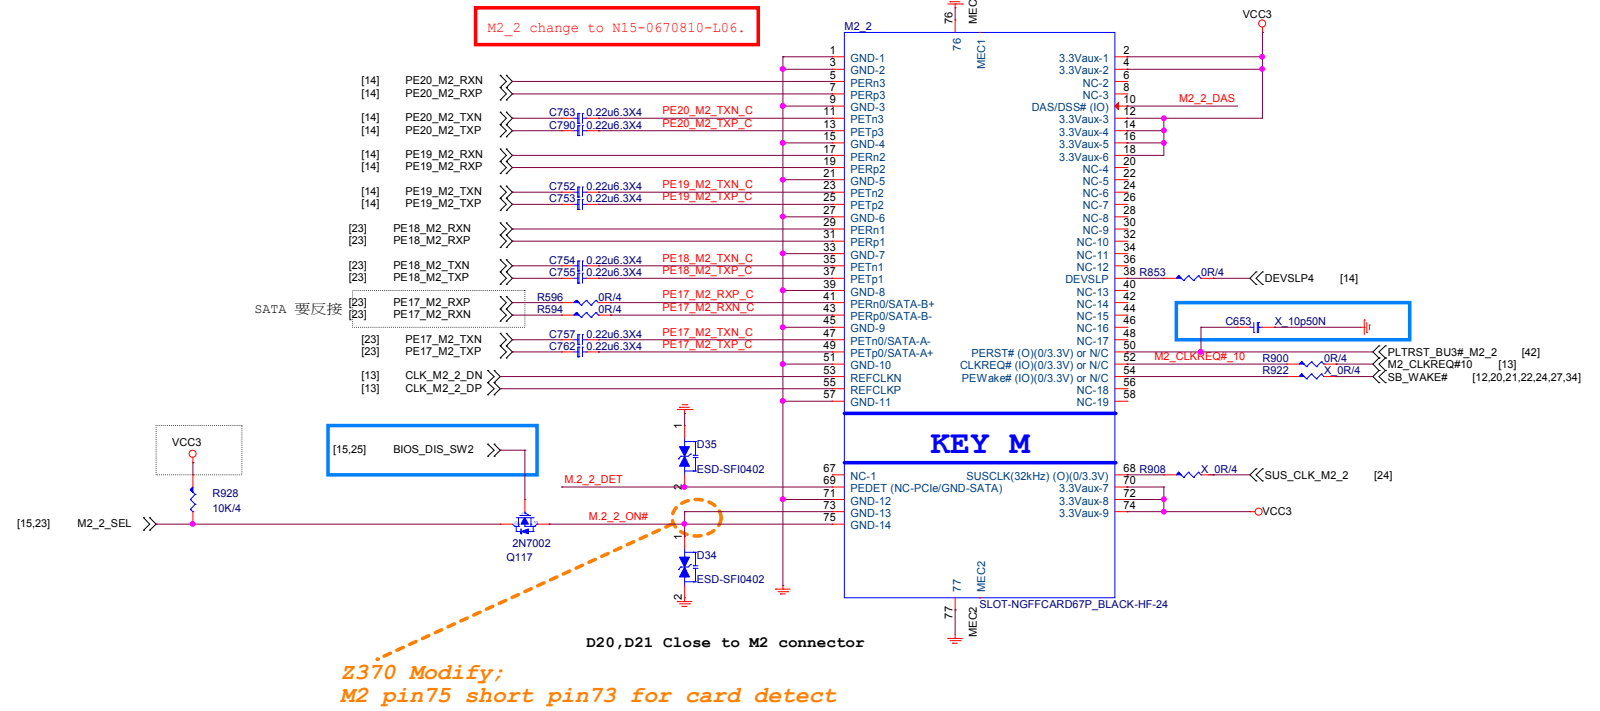 M2_2 change to N15-0670810-L06.
76
MEC
VCC3
M2_2
76
MEC1
1 GND-1 3.3Vaux-1 2
3 GND-2 3.3Vaux-2 4
[14] PE20_M2_RXN 5 PERn3 NC-2 6
[14] PE20_M2_RXP 7 PERp3 NC-3 8
9 GND-3 DAS/DSS# (IO) 10 M2_2_DAS
[14] PE20_M2_TXN C763 0.22u6.3X4 PE20_M2_TXN_C 11 PETn3 3.3Vaux-3 12
[14] PE20_M2_TXP C790 0.22u6.3X4 PE20_M2_TXP_C 13 PETp3 3.3Vaux-4 14
15 GND-4 3.3Vaux-5 16
[14] PE19_M2_RXN 17 PERn2 3.3Vaux-6 18
[14] PE19_M2_RXP 19 PERp2 NC-4 20
21 GND-5 NC-5 22
[14] PE19_M2_TXN C752 0.22u6.3X4 PE19_M2_TXN_C 23 PETn2 NC-6 24
[14] PE19_M2_TXP C753 0.22u6.3X4 PE19_M2_TXP_C 25 PETp2 NC-7 26
27 GND-6 NC-8 28
[23] PE18_M2_RXN 29 PERn1 NC-9 30
[23] PE18_M2_RXP 31 PERp1 NC-10 32
33 GND-7 NC-11 34
[23] PE18_M2_TXN C754 0.22u6.3X4 PE18_M2_TXN_C 35 PETn1 NC-12 36
[23] PE18_M2_TXP C755 0.22u6.3X4 PE18_M2_TXP_C 37 PETp1 DEVSLP 38 R853 0R/4 DEVSLP4 [14]
39 GND-8 NC-13 40
SATA 要反接 [23] PE17_M2_RXP R596 0R/4 PE17_M2_RXP_C 41 PERn0/SATA-B+ NC-14 42
[23] PE17_M2_RXN R594 0R/4 PE17_M2_RXN_C 43 PERp0/SATA-B- NC-15 44
45 GND-9 NC-16 46 C653 X_10p50N
[23] PE17_M2_TXN C757 0.22u6.3X4 PE17_M2_TXN_C 47 PETn0/SATA-A- NC-17 48
[23] PE17_M2_TXP C762 0.22u6.3X4 PE17_M2_TXP_C 49 PETp0/SATA-A+ PERST# (O)(0/3.3V) or N/C 50 PLTRST_BU3#_M2_2 [42]
51 GND-10 CLKREQ# (IO)(0/3.3V) or N/C 52 M2_CLKREQ#_10 R900 0R/4 M2_CLKREQ#10 [13]
[13] CLK_M2_2_DN 53 REFCLKN PEWake# (IO)(0/3.3V) or N/C 54 R922 X_0R/4 SB_WAKE# [12,20,21,22,24,27,34]
[13] CLK_M2_2_DP 55 REFCLKP NC-18 56
57 GND-11 NC-19 58
KEY M
1
D35
ESD-SFI0402
2
VCC3
[15,25] BIOS_DIS_SW2
67 NC-1 SUSCLK(32kHz) (O)(0/3.3V) 68 R908 X_0R/4 SUS_CLK_M2_2 [24]
M.2_2_DET 69 PEDET (NC-PCIe/GND-SATA) 3.3Vaux-7 70
71 GND-12 3.3Vaux-8 72
73 GND-13 3.3Vaux-9 74 VCC3
R928
10K/4
[15,23] M2_2_SEL M.2_2_ON# 75 GND-14
2N7002
Q117
1
D34
ESD-SFI0402
2
77
MEC2
77
MEC2
SLOT-NGFFCARD67P_BLACK-HF-24
D20,D21 Close to M2 connector
Z370 Modify;
M2 pin75 short pin73 for card detect